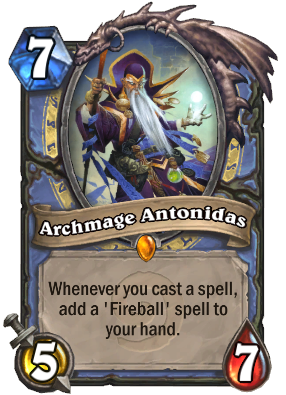 7
Archmage Antonidas
Whenever you cast a spell,
add a 'Fireball' spell to
your hand.
5
7